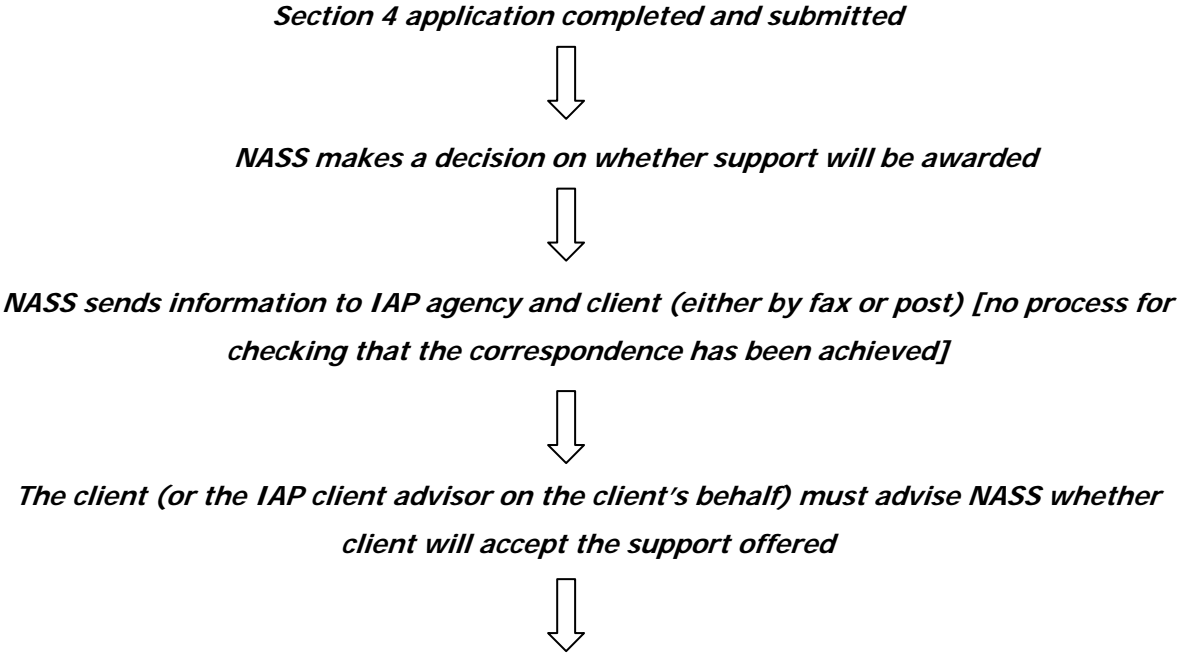 Section 4 application completed and submitted
NASS makes a decision on whether support will be awarded
NASS sends information to IAP agency and client (either by fax or post) [no process for
checking that the correspondence has been achieved]
The client (or the IAP client advisor on the client’s behalf) must advise NASS whether
client will accept the support offered